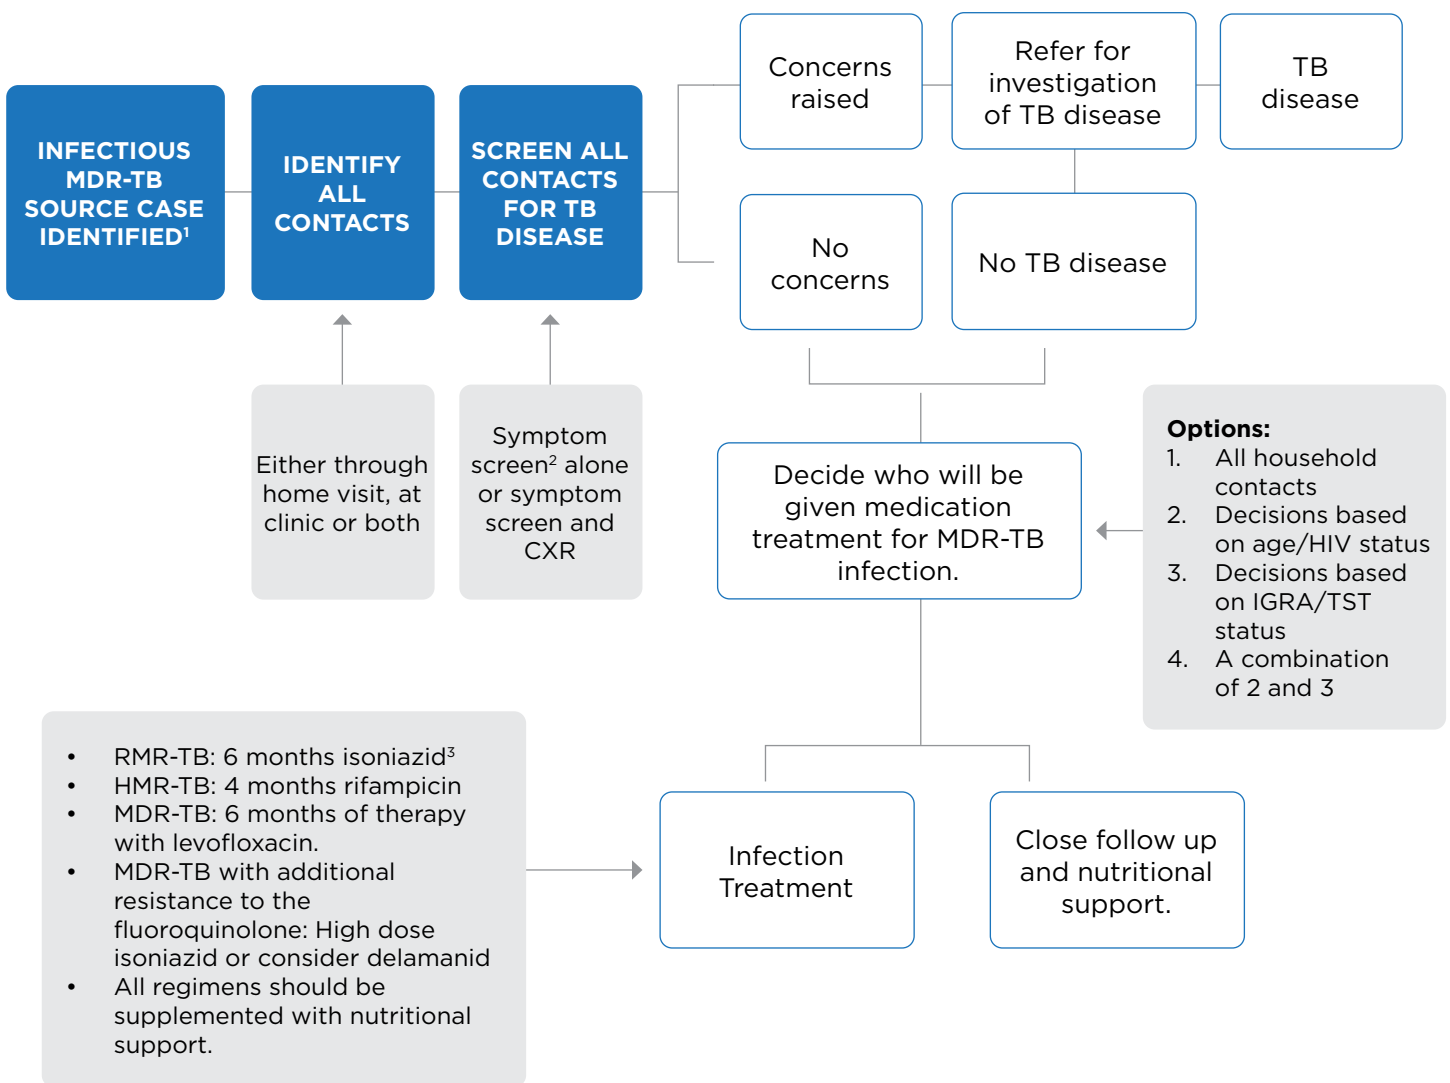 INFECTIOUS
MDR-TB
SOURCE CASE
IDENTIFIED¹
IDENTIFY
ALL
CONTACTS
SCREEN ALL
CONTACTS
FOR TB
DISEASE
Concerns
raised
Refer for
investigation
of TB disease
TB
disease
No
concerns
No TB disease
Either through
home visit, at
clinic or both
Symptom
screen² alone
or symptom
screen and
CXR
Decide who will be
given medication
treatment for MDR-TB
infection.
Options:
1. All household
contacts
2. Decisions based
on age/HIV status
3. Decisions based
on IGRA/TST
status
4. A combination
of 2 and 3
• RMR-TB: 6 months isoniazid³
• HMR-TB: 4 months rifampicin
• MDR-TB: 6 months of therapy
with levofloxacin.
• MDR-TB with additional
resistance to the
fluoroquinolone: High dose
isoniazid or consider delamanid
• All regimens should be
supplemented with nutritional
support.
Infection
Treatment
Close follow up
and nutritional
support.